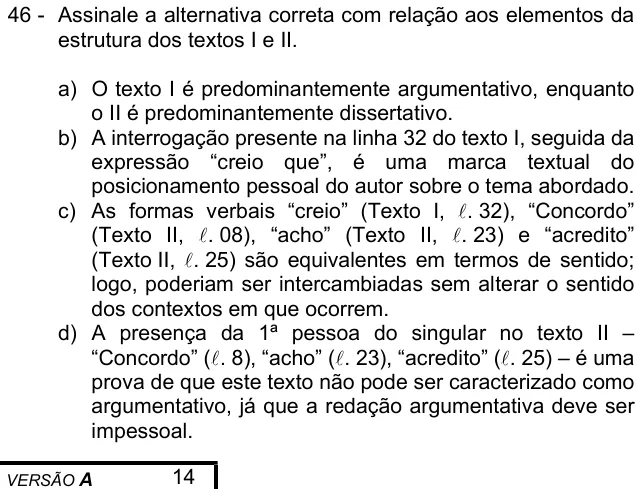 46 - Assinale a alternativa correta com relação aos elementos da
estrutura dos textos I e II.
a) O texto I é predominantemente argumentativo, enquanto
o II é predominantemente dissertativo.
b) A interrogação presente na linha 32 do texto I, seguida da
expressão “creio que”, é uma marca textual do
posicionamento pessoal do autor sobre o tema abordado.
c) As formas verbais “creio” (Texto I, ℓ. 32), “Concordo”
(Texto II, ℓ. 08), “acho” (Texto II, ℓ. 23) e “acredito”
(Texto II, ℓ. 25) são equivalentes em termos de sentido;
logo, poderiam ser intercambiadas sem alterar o sentido
dos contextos em que ocorrem.
d) A presença da 1ª pessoa do singular no texto II –
“Concordo” (ℓ. 8), “acho” (ℓ. 23), “acredito” (ℓ. 25) – é uma
prova de que este texto não pode ser caracterizado como
argumentativo, já que a redação argumentativa deve ser
impessoal.
VERSÃO A 14